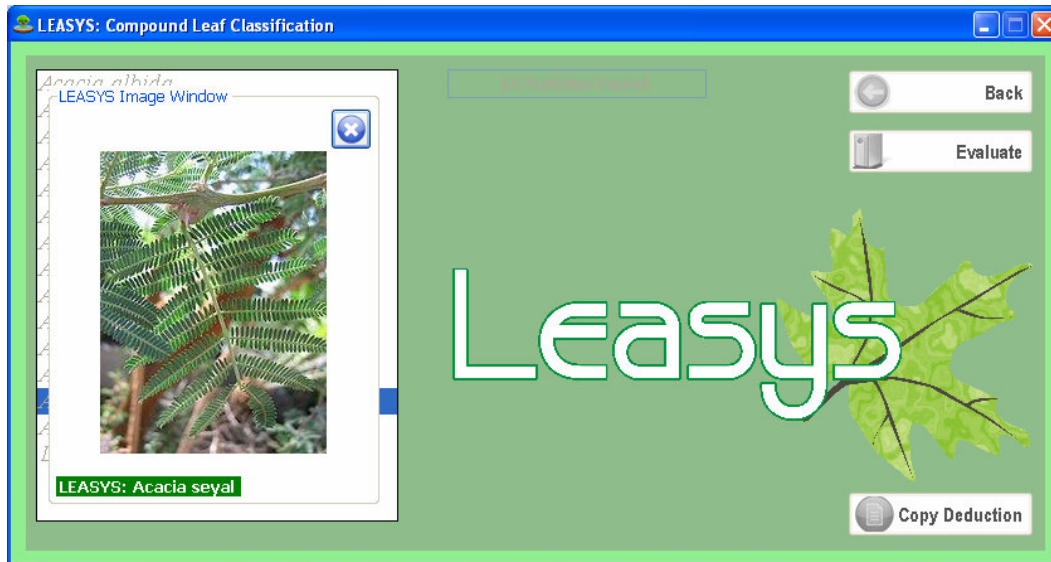 LEASYS: Compound Leaf Classification
Acacia albida
LEASYS Image Window
Back
Evaluate
Leasys
LEASYS: Acacia seyal
Copy Deduction